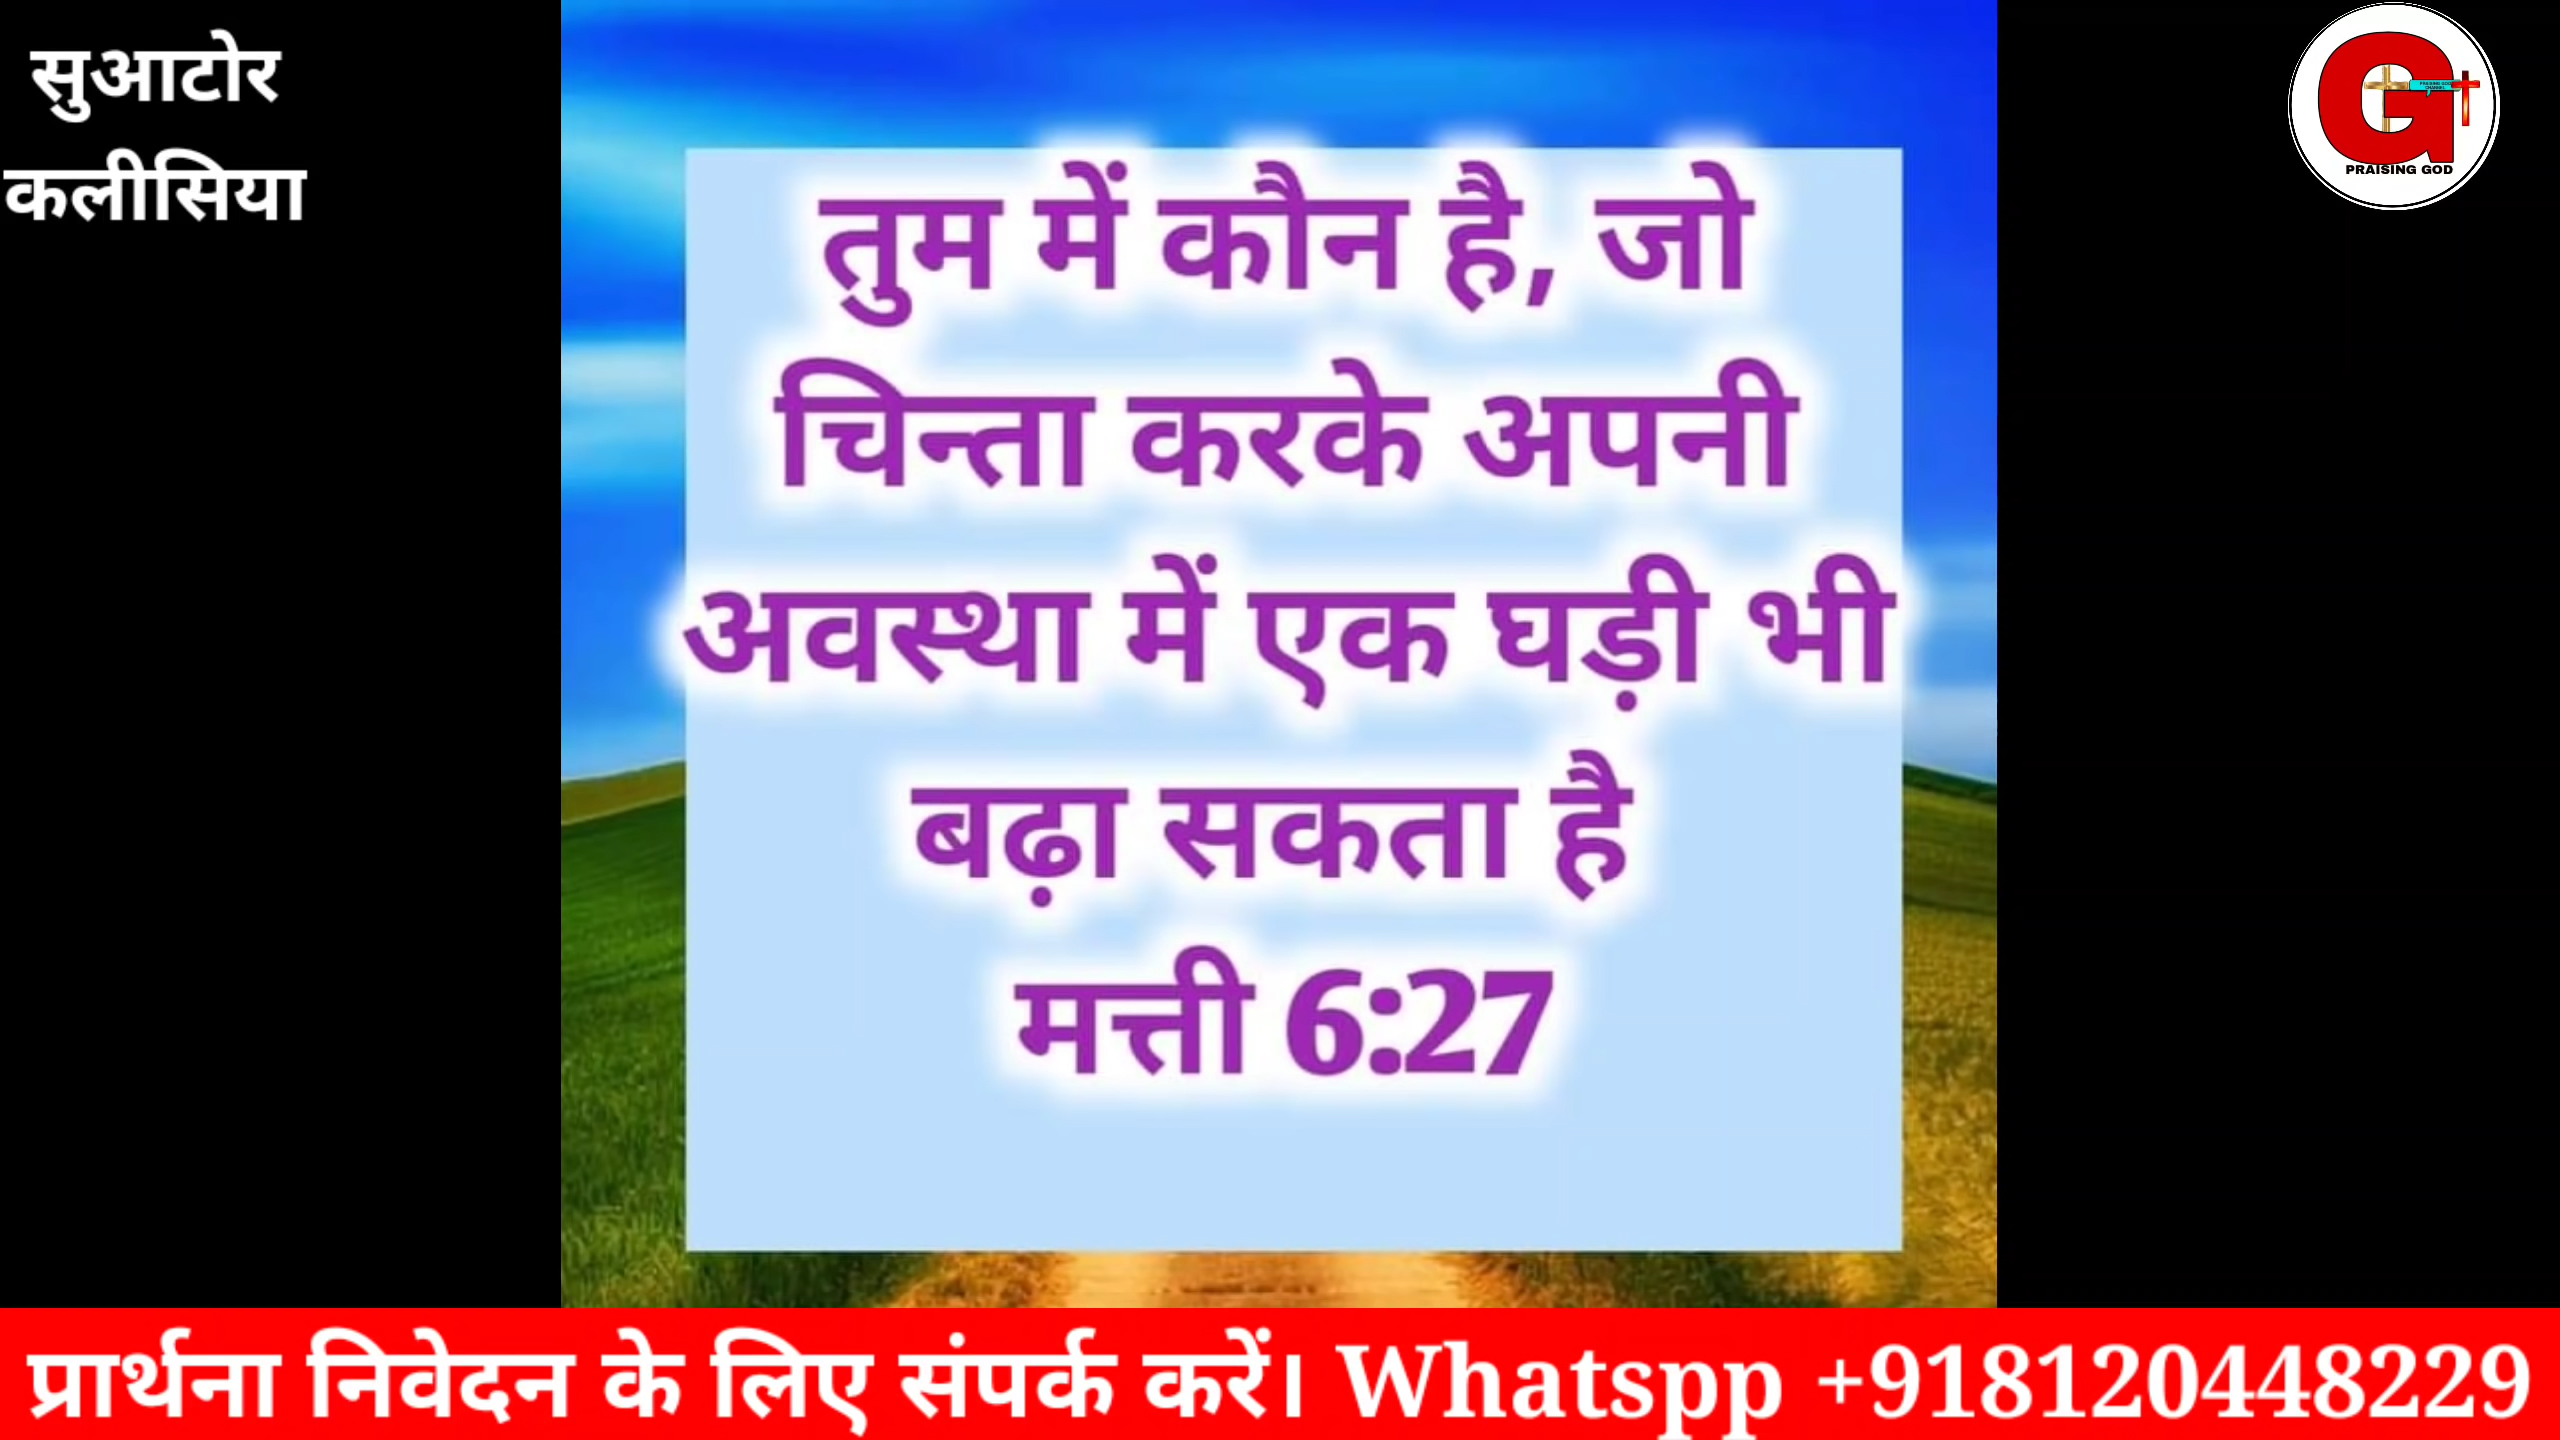 सुआटोर
कलीसिया
PRAISING GOD
तुम में कौन है, जो
चिन्ता करके अपनी
अवस्था में एक घड़ी भी
बढ़ा सकता है
मत्ती 6:27
प्रार्थना निवेदन के लिए संपर्क करें। Whatspp +918120448229